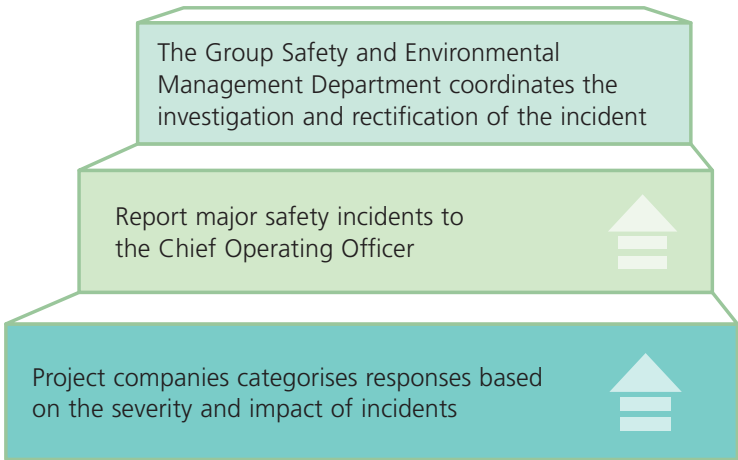 The Group Safety and Environmental
Management Department coordinates the
investigation and rectification of the incident
Report major safety incidents to
the Chief Operating Officer
Project companies categorises responses based
on the severity and impact of incidents